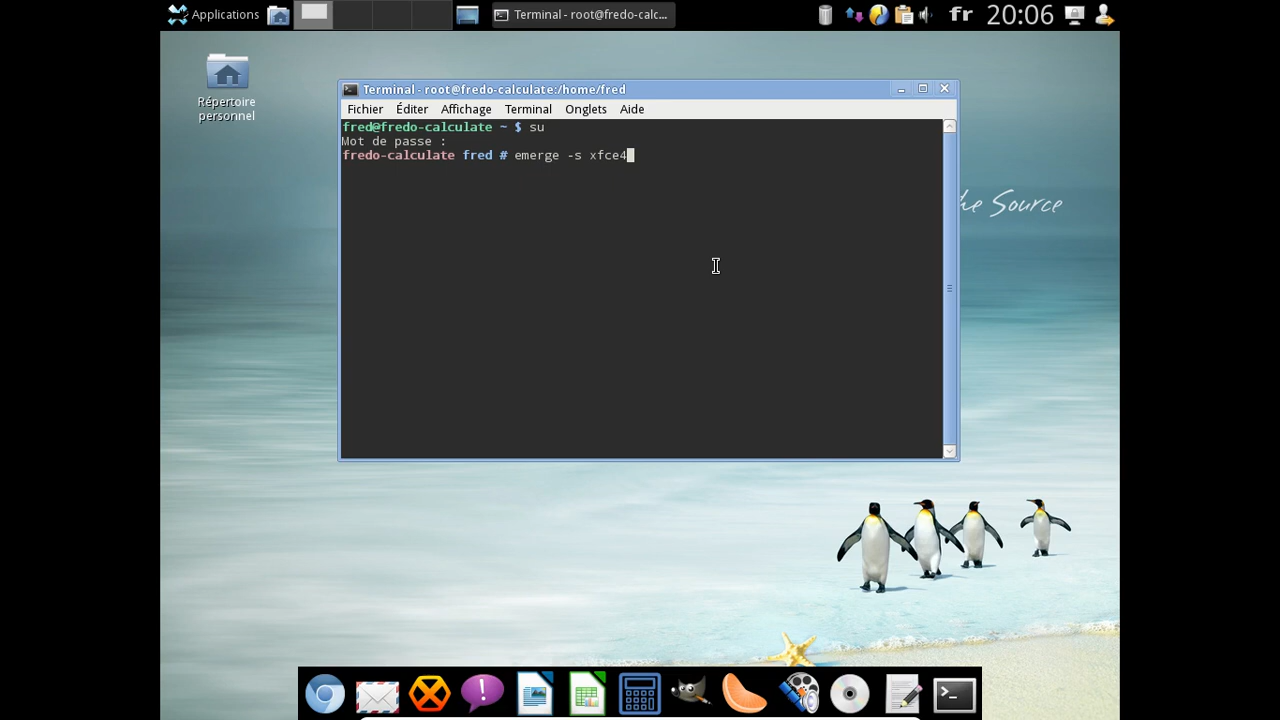 Applications
Terminal - root@fredo-calc...
fr
20:06
Répertoire
personnel
Terminal - root@fredo-calculate:/home/fred
Fichier Éditer Affichage Terminal Onglets Aide
fred@fredo-calculate ~ $ su
Mot de passe :
fredo-calculate fred # emerge -s xfce4
he Source